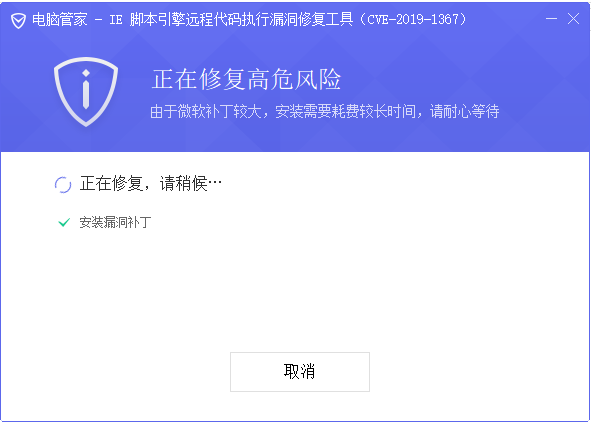 电脑管家 - IE 脚本引擎远程代码执行漏洞修复工具（CVE-2019-1367）
正在修复高危风险
由于微软补丁较大，安装需要耗费较长时间，请耐心等待
正在修复，请稍候…
安装漏洞补丁
取消